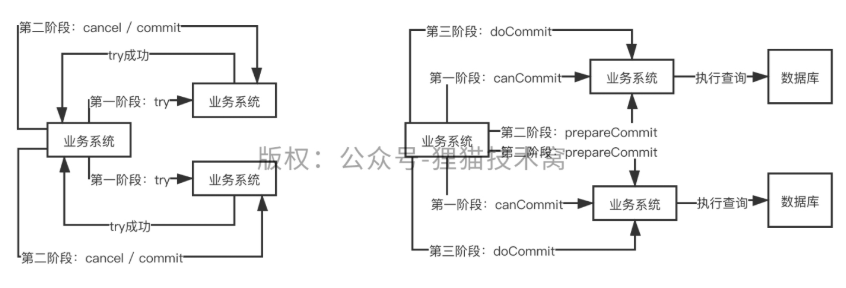 第二阶段：cancel / commit
try成功
第一阶段：try
业务系统
业务系统
第一阶段：try
业务系统
try成功
第二阶段：cancel / commit
第三阶段：doCommit
第一阶段：canCommit
业务系统
执行查询
数据库
业务系统
第二阶段：prepareCommit
第二阶段：prepareCommit
第一阶段：canCommit
业务系统
执行查询
数据库
第三阶段：doCommit
版权：公众号-狸猫技术窝